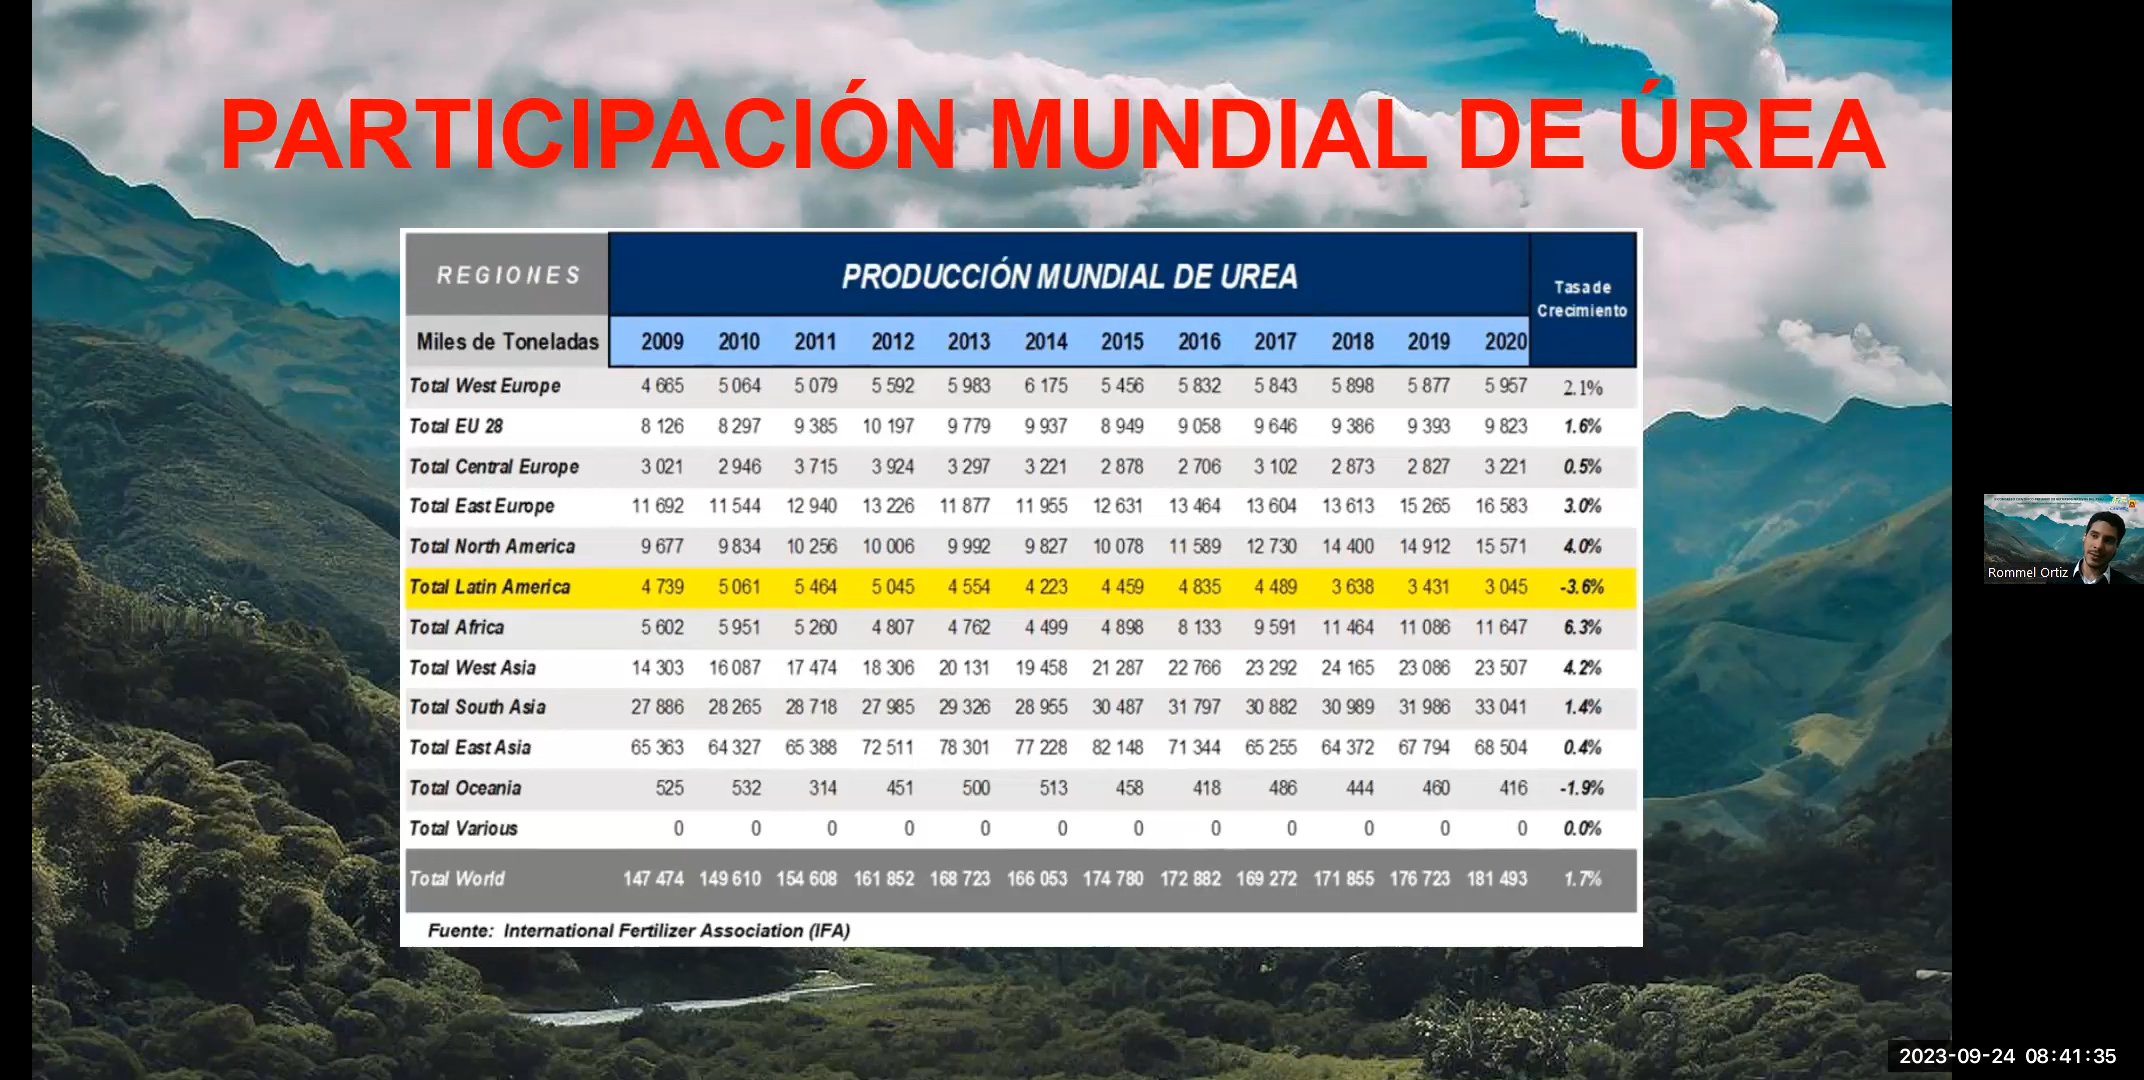 PARTICIPACIÓN MUNDIAL DE ÚREA
REGIONES PRODUCCIÓN MUNDIAL DE UREA Tasa de Crecimiento
Miles de Toneladas 2009 2010 2011 2012 2013 2014 2015 2016 2017 2018 2019 2020
Total West Europe 4 665 5 064 5 079 5 592 5 983 6 175 5 456 5 832 5 843 5 898 5 877 5 957 2.1%
Total EU 28 8 126 8 297 9 385 10 197 9 779 9 937 8 949 9 058 9 646 9 386 9 393 9 823 1.6%
Total Central Europe 3 021 2 946 3 715 3 924 3 297 3 221 2 878 2 706 3 102 2 873 2 827 3 221 0.5%
Total East Europe 11 692 11 544 12 940 13 226 11 877 11 955 12 631 13 464 13 604 13 613 15 265 16 583 3.0%
Total North America 9 677 9 834 10 256 10 006 9 992 9 827 10 078 11 589 12 730 14 400 14 912 15 571 4.0%
Total Latin America 4 739 5 061 5 464 5 045 4 554 4 223 4 459 4 835 4 489 3 638 3 431 3 045 -3.6%
Total Africa 5 602 5 951 5 260 4 807 4 762 4 499 4 898 8 133 9 591 11 464 11 086 11 647 6.3%
Total West Asia 14 303 16 087 17 474 18 306 20 131 19 458 21 287 22 766 23 292 24 165 23 086 23 507 4.2%
Total South Asia 27 886 28 265 28 718 27 985 29 326 28 955 30 487 31 797 30 882 30 989 31 986 33 041 1.4%
Total East Asia 65 363 64 327 65 388 72 511 78 301 77 228 82 148 71 344 65 255 64 372 67 794 68 504 0.4%
Total Oceania 525 532 314 451 500 513 458 418 486 444 460 416 -1.9%
Total Various 0 0 0 0 0 0 0 0 0 0 0 0 0.0%
Total World 147 474 149 610 154 608 161 852 168 723 166 053 174 780 172 882 169 272 171 855 176 723 181 493 1.7%
Fuente: International Fertilizer Association (IFA)
Rommel Ortiz
2023-09-24 08:41:35